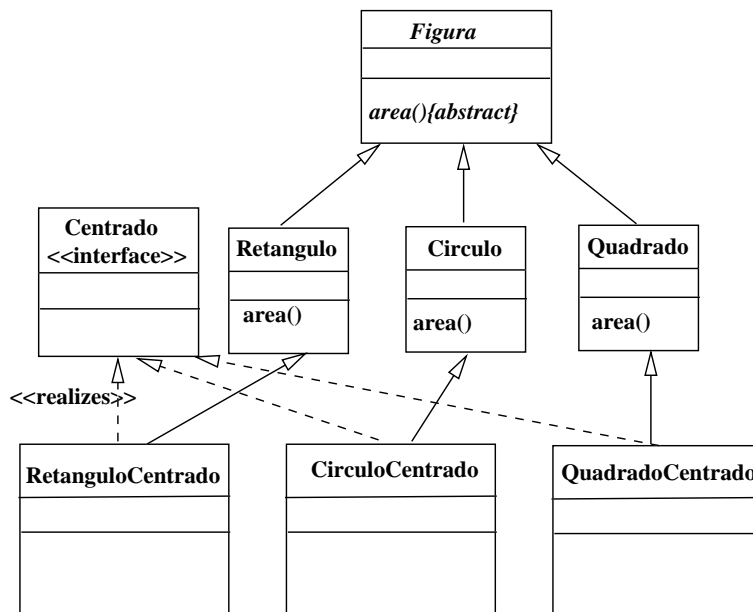 Figura
area(){abstract}
Centrado
<<interface>>
Retangulo
area()
Circulo
area()
Quadrado
area()
<<realizes>>
RetanguloCentrado
CirculoCentrado
QuadradoCentrado